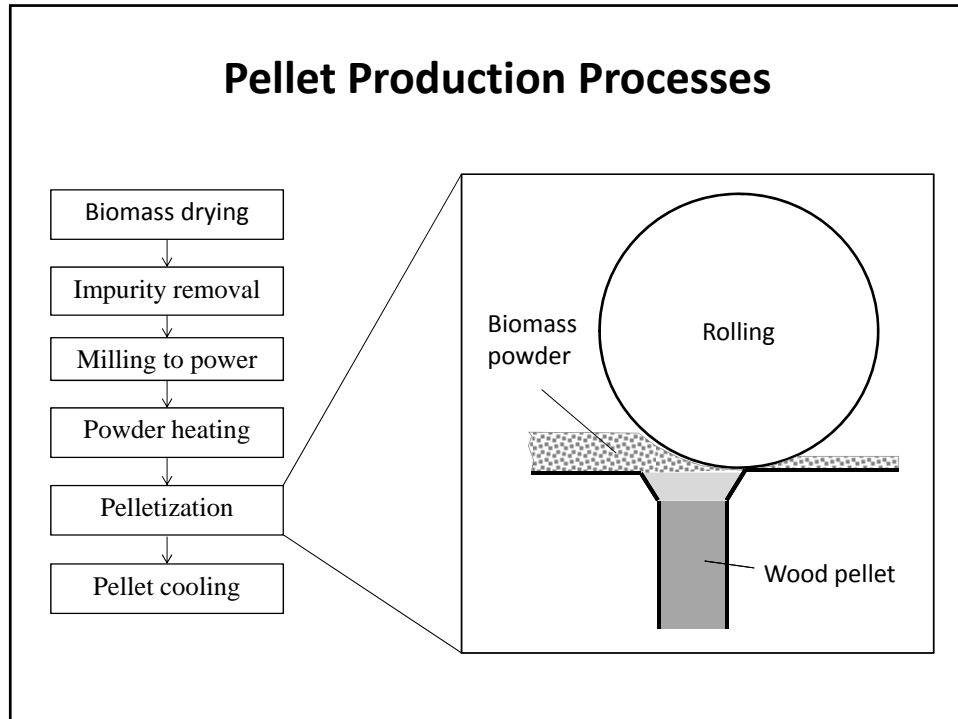 Pellet Production Processes
Biomass drying
Impurity removal
Milling to power
Powder heating
Pelletization
Pellet cooling
Biomass
powder
Rolling
Wood pellet